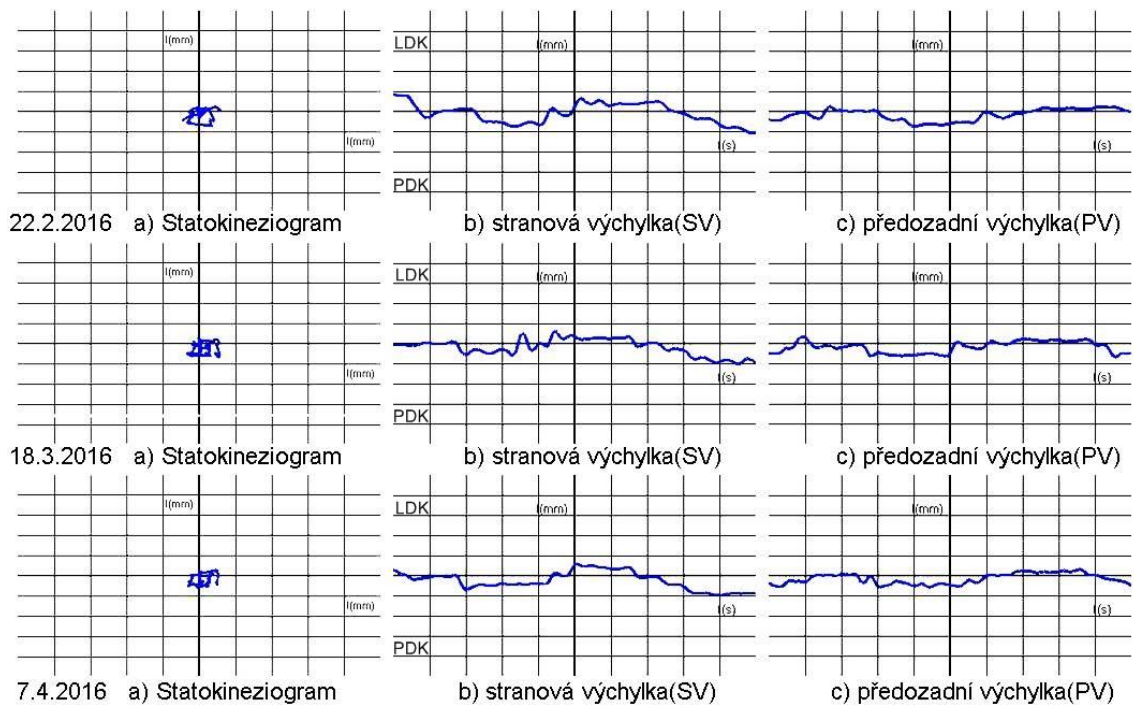 l(mm)
l(mm)
LDK
l(mm)
l(mm)
l(s)
l(s)
PDK
22.2.2016 a) Statokineziogram b) stranová výchylka(SV) c) předozadní výchylka(PV)
l(mm)
LDK
l(mm)
l(mm)
l(mm)
l(s)
l(s)
PDK
18.3.2016 a) Statokineziogram b) stranová výchylka(SV) c) předozadní výchylka(PV)
l(mm)
LDK
l(mm)
l(mm)
l(mm)
l(s)
l(s)
PDK
7.4.2016 a) Statokineziogram b) stranová výchylka(SV) c) předozadní výchylka(PV)